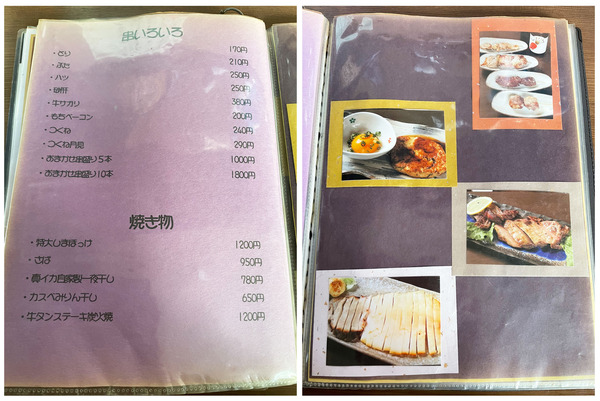 串いろいろ
・とり 170円
・ぶた 210円
・ハツ 250円
・砂肝 250円
・牛サガリ 380円
・もちベーコン 200円
・つくね 240円
・つくね月見 290円
・おまかせ串盛り5本 1000円
・おまかせ串盛り10本 1800円
焼き物
・特大しまほっけ 1200円
・さば 950円
・真イカ自家製一夜干し 780円
・カスベみりん干し 650円
・牛タンステーキ炭火焼 1200円